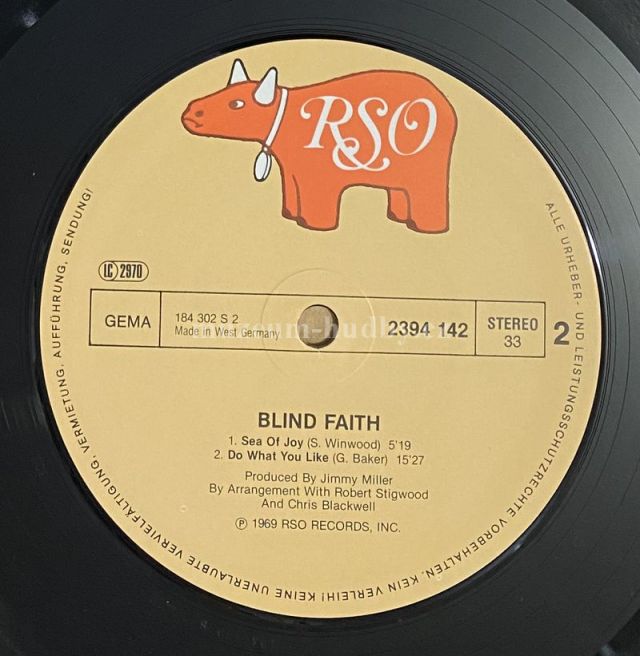 RSO
LC 2970
GEMA
184 302 S 2
Made in West Germany
2394 142
STEREO
33
2
BLIND FAITH
1. Sea Of Joy (S. Winwood) 5'19
2. Do What You Like (G. Baker) 15'27
Produced By Jimmy Miller
By Arrangement With Robert Stigwood
And Chris Blackwell
℗ 1969 RSO RECORDS, INC.
ALLE URHEBER- UND LEISTUNGSSCHUTZRECHTE VORBEHALTEN. KEIN VERLEIH! KEINE UNERLAUBTE VERVIELFÄLTIGUNG, VERMIETUNG, AUFFÜHRUNG, SENDUNG!